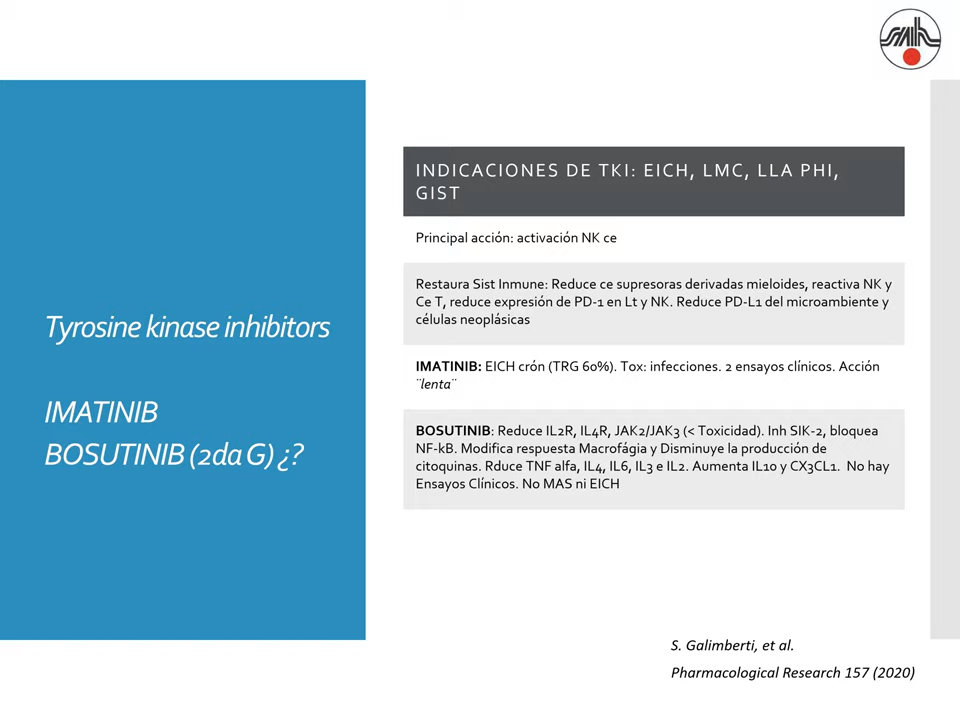 Tyrosine kinase inhibitors
IMATINIB
BOSUTINIB (2da G) ¿?
INDICACIONES DE TKI: EICH, LMC, LLA PHI,
GIST
Principal acción: activación NK ce
Restaura Sist Inmune: Reduce ce supresoras derivadas mieloides, reactiva NK y
Ce T, reduce expresión de PD-1 en Lt y NK. Reduce PD-L1 del microambiente y
células neoplásicas
IMATINIB: EICH crón (TRG 60%). Tox: infecciones. 2 ensayos clínicos. Acción
¨lenta¨
BOSUTINIB: Reduce IL2R, IL4R, JAK2/JAK3 (< Toxicidad). Inh SIK-2, bloquea
NF-kB. Modifica respuesta Macrofágia y Disminuye la producción de
citoquinas. Rduce TNF alfa, IL4, IL6, IL3 e IL2. Aumenta IL10 y CX3CL1. No hay
Ensayos Clínicos. No MAS ni EICH
S. Galimberti, et al.
Pharmacological Research 157 (2020)